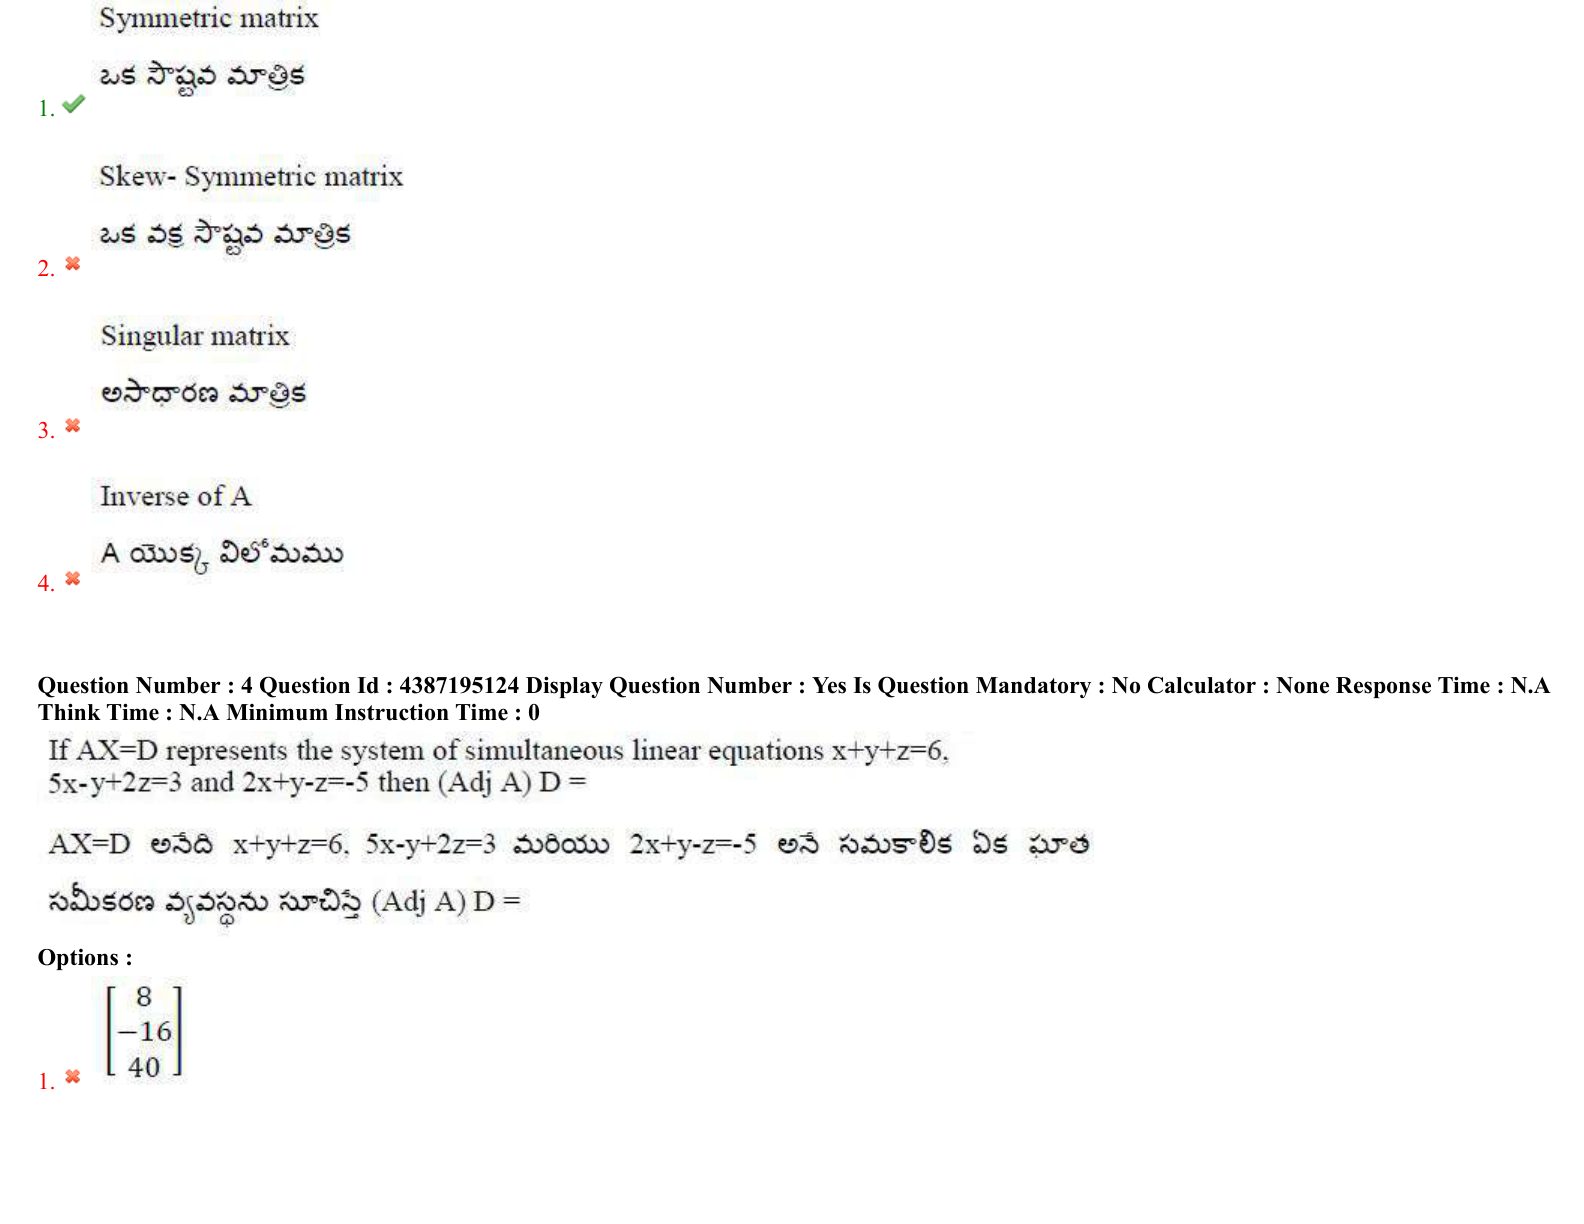 Symmetric matrix
ఒక సౌష్టవ మాత్రిక
1.
Skew- Symmetric matrix
ఒక వక్ర సౌష్టవ మాత్రిక
2.
Singular matrix
అసాధారణ మాత్రిక
3.
Inverse of A
A యొక్క విలోమము
4.
Question Number : 4 Question Id : 4387195124 Display Question Number : Yes Is Question Mandatory : No Calculator : None Response Time : N.A
Think Time : N.A Minimum Instruction Time : 0
If AX=D represents the system of simultaneous linear equations x+y+z=6,
5x-y+2z=3 and 2x+y-z=-5 then (Adj A) D =
AX=D అనేది x+y+z=6, 5x-y+2z=3 మరియు 2x+y-z=-5 అనే సమకాలిక ఏక ఘాత
సమీకరణ వ్యవస్థను సూచిస్తే (Adj A) D =
Options :
8
−16
40
1.